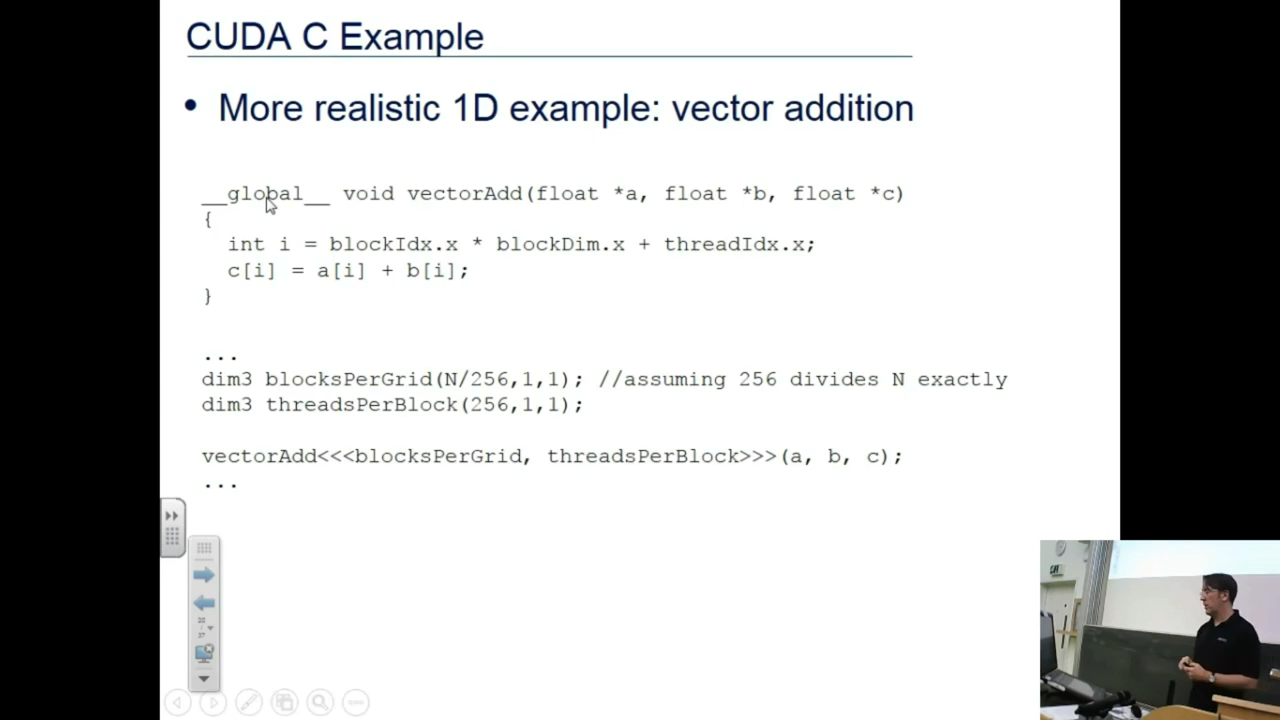 CUDA C Example
• More realistic 1D example: vector addition
__global__ void vectorAdd(float *a, float *b, float *c)
{
  int i = blockIdx.x * blockDim.x + threadIdx.x;
  c[i] = a[i] + b[i];
}
...
dim3 blocksPerGrid(N/256,1,1); //assuming 256 divides N exactly
dim3 threadsPerBlock(256,1,1);
vectorAdd<<<blocksPerGrid, threadsPerBlock>>>(a, b, c);
...